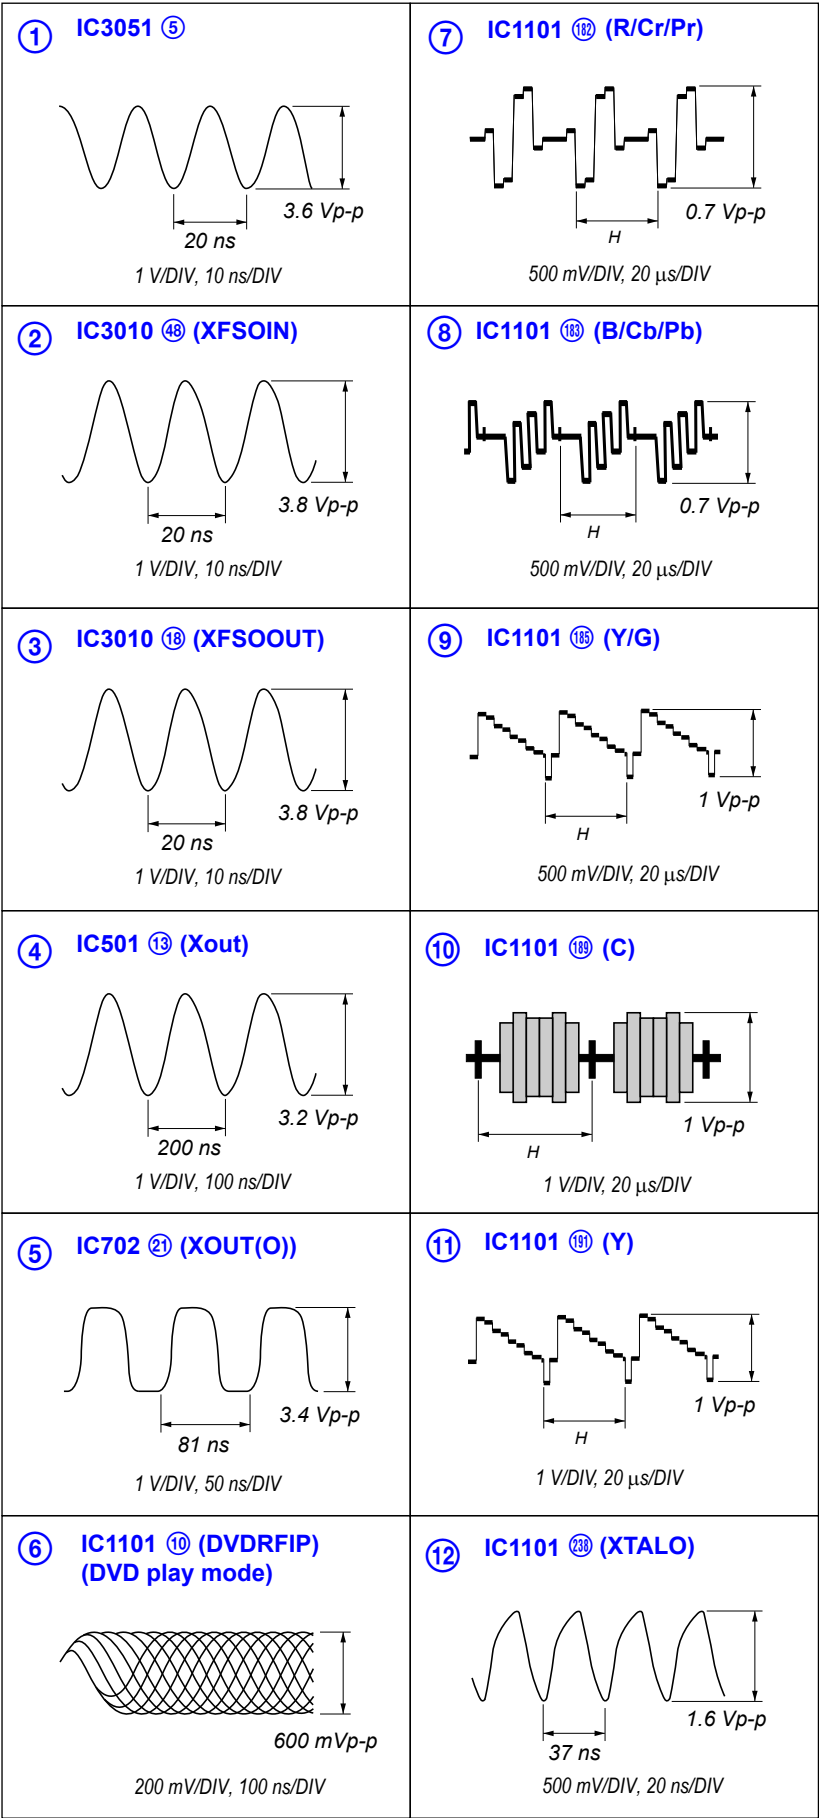 ① IC3051 ⑤
3.6 Vp-p
20 ns
1 V/DIV, 10 ns/DIV
② IC3010 ㊽ (XFSOIN)
3.8 Vp-p
20 ns
1 V/DIV, 10 ns/DIV
③ IC3010 ⑱ (XFSOOUT)
3.8 Vp-p
20 ns
1 V/DIV, 10 ns/DIV
④ IC501 ⑬ (Xout)
3.2 Vp-p
200 ns
1 V/DIV, 100 ns/DIV
⑤ IC702 ㉑ (XOUT(O))
3.4 Vp-p
81 ns
1 V/DIV, 50 ns/DIV
⑥ IC1101 ⑩ (DVDRFIP)
(DVD play mode)
600 mVp-p
200 mV/DIV, 100 ns/DIV
⑦ IC1101 182 (R/Cr/Pr)
0.7 Vp-p
H
500 mV/DIV, 20 µs/DIV
⑧ IC1101 183 (B/Cb/Pb)
0.7 Vp-p
H
500 mV/DIV, 20 µs/DIV
⑨ IC1101 185 (Y/G)
1 Vp-p
H
500 mV/DIV, 20 µs/DIV
⑩ IC1101 189 (C)
1 Vp-p
H
1 V/DIV, 20 µs/DIV
⑪ IC1101 191 (Y)
1 Vp-p
H
1 V/DIV, 20 µs/DIV
⑫ IC1101 238 (XTALO)
1.6 Vp-p
37 ns
500 mV/DIV, 20 ns/DIV